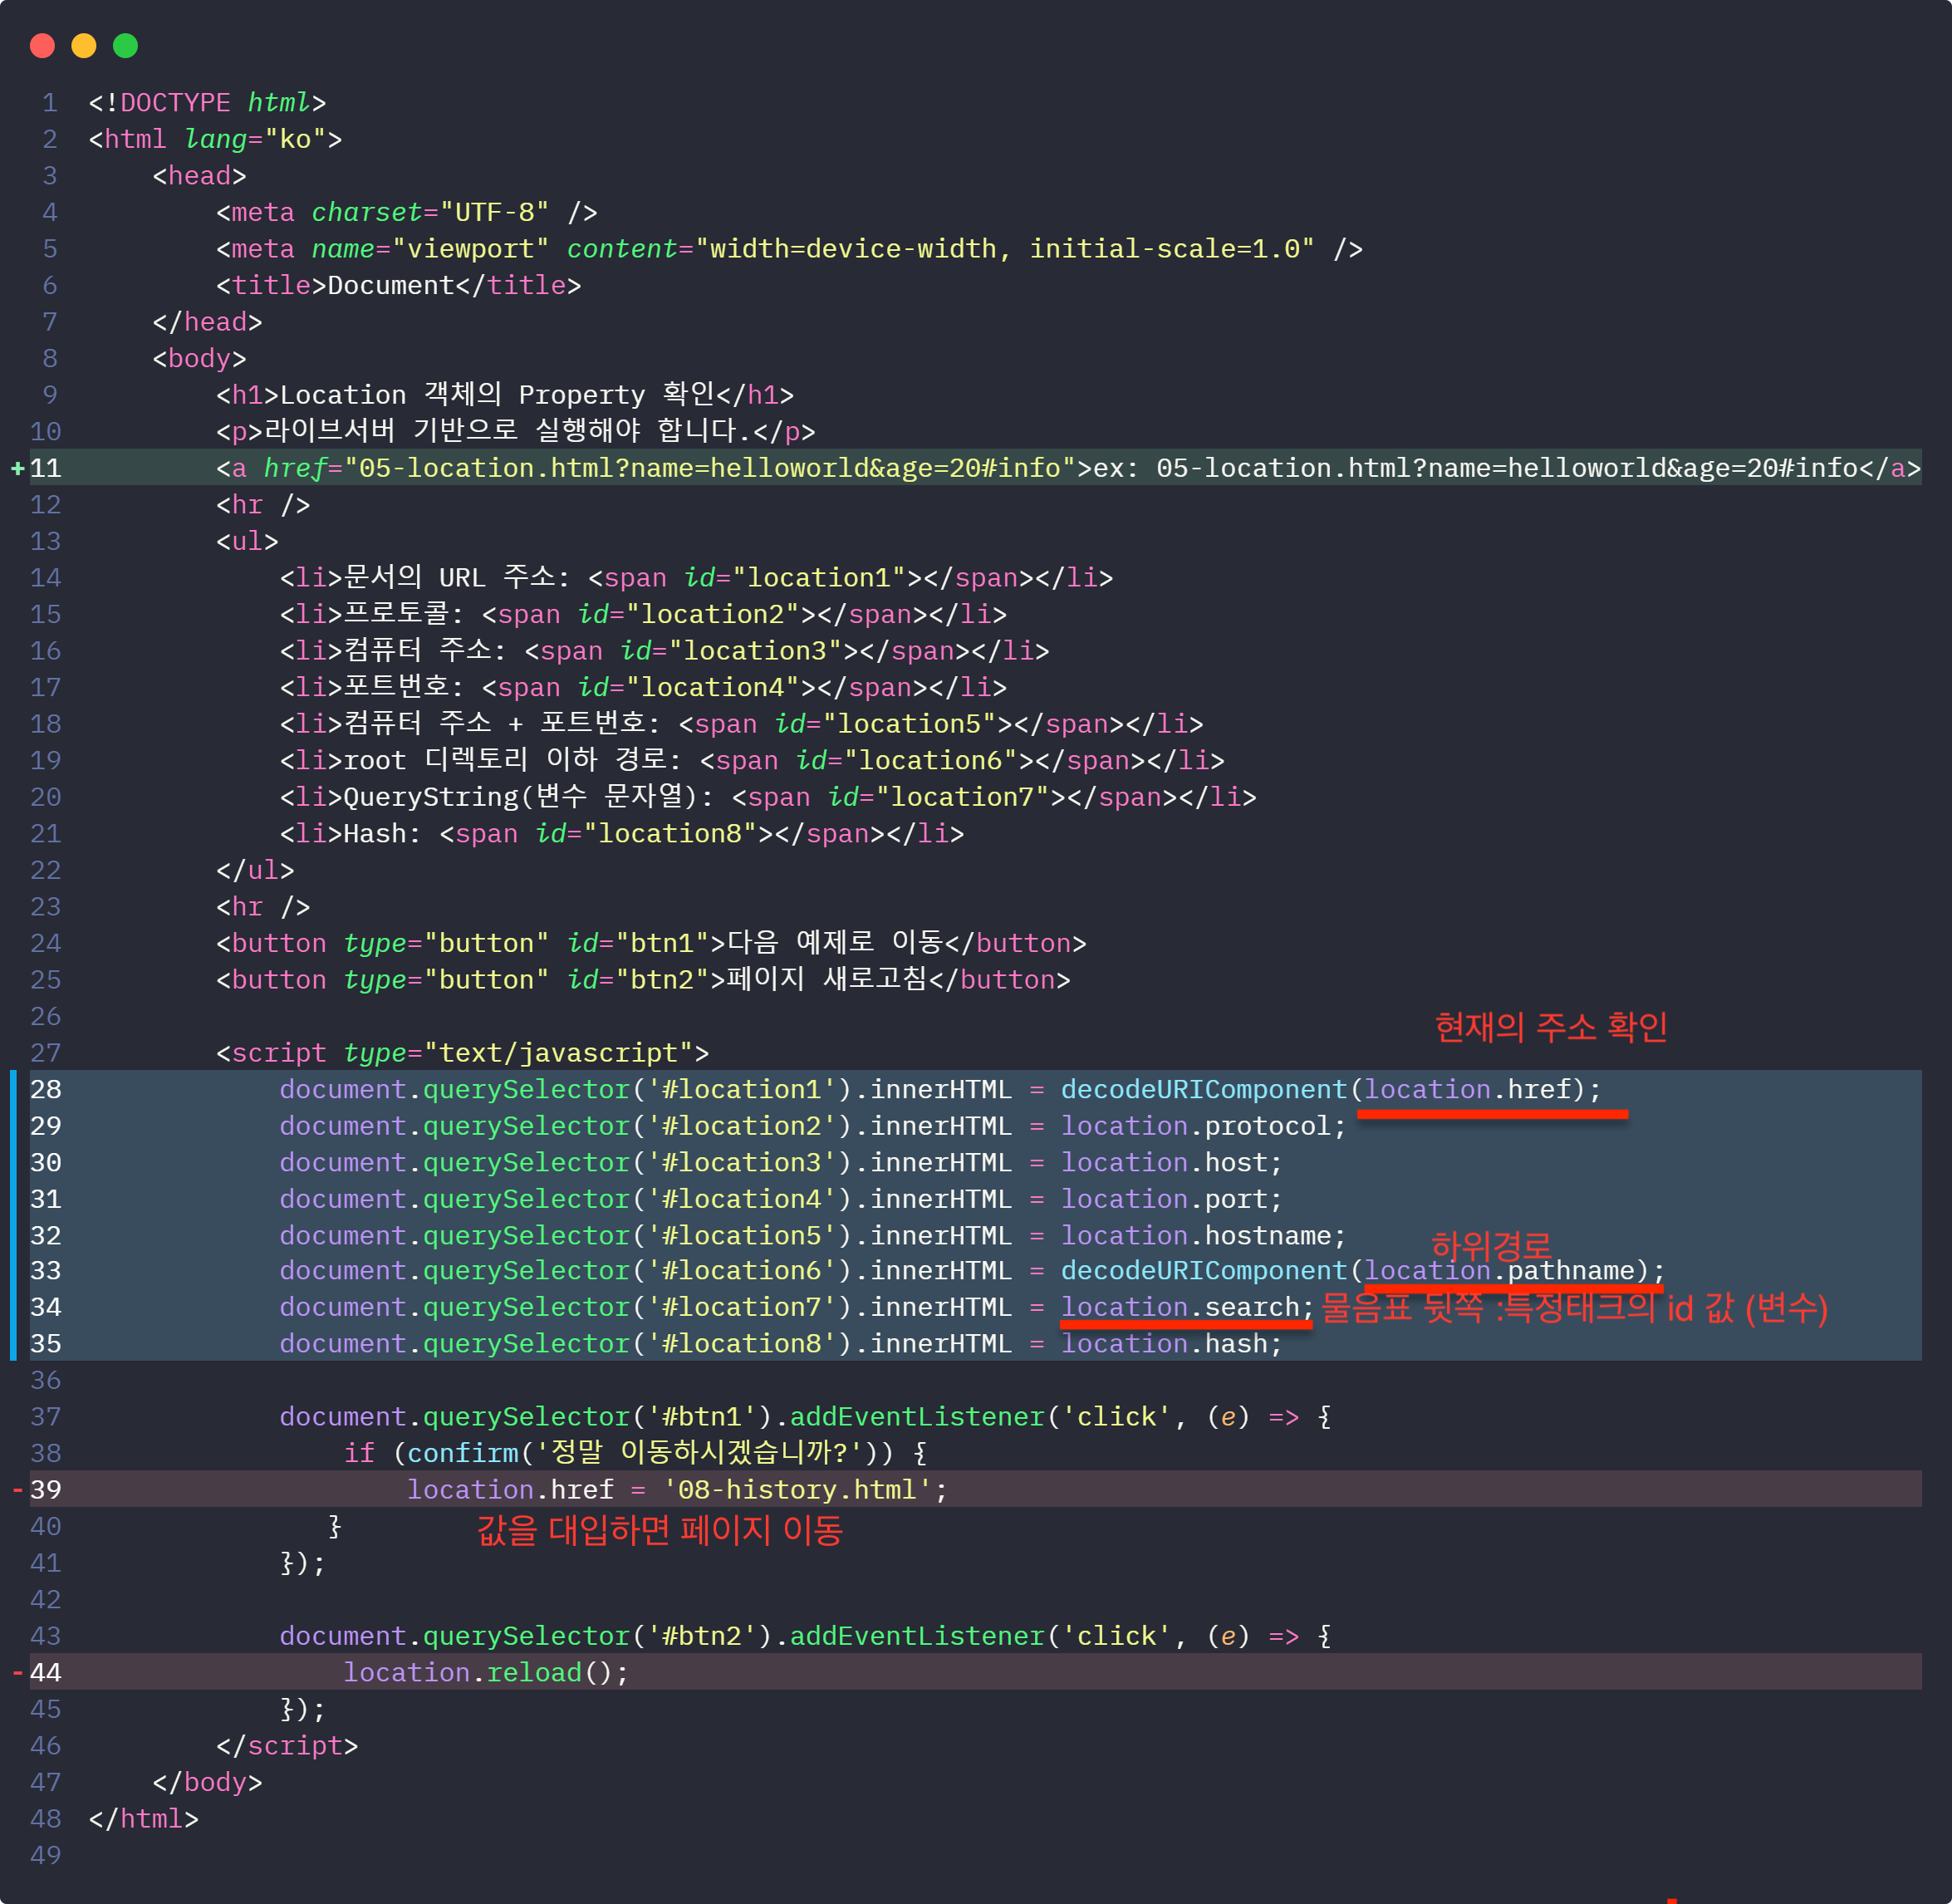 1 <!DOCTYPE html>
2 <html lang="ko">
3 <head>
4 <meta charset="UTF-8" />
5 <meta name="viewport" content="width=device-width, initial-scale=1.0" />
6 <title>Document</title>
7 </head>
8 <body>
9 <h1>Location 객체의 Property 확인</h1>
10 <p>라이브서버 기반으로 실행해야 합니다.</p>
+ 11 <a href="05-location.html?name=helloworld&age=20#info">ex: 05-location.html?name=helloworld&age=20#info</a>
12 <hr />
13 <ul>
14 <li>문서의 URL 주소: <span id="location1"></span></li>
15 <li>프로토콜: <span id="location2"></span></li>
16 <li>컴퓨터 주소: <span id="location3"></span></li>
17 <li>포트번호: <span id="location4"></span></li>
18 <li>컴퓨터 주소 + 포트번호: <span id="location5"></span></li>
19 <li>root 디렉토리 이하 경로: <span id="location6"></span></li>
20 <li>QueryString(변수 문자열): <span id="location7"></span></li>
21 <li>Hash: <span id="location8"></span></li>
22 </ul>
23 <hr />
24 <button type="button" id="btn1">다음 예제로 이동</button>
25 <button type="button" id="btn2">페이지 새로고침</button>
26
현재의 주소 확인
27 <script type="text/javascript">
28 document.querySelector('#location1').innerHTML = decodeURIComponent(location.href);
29 document.querySelector('#location2').innerHTML = location.protocol;
30 document.querySelector('#location3').innerHTML = location.host;
31 document.querySelector('#location4').innerHTML = location.port;
32 document.querySelector('#location5').innerHTML = location.hostname;
하위경로
33 document.querySelector('#location6').innerHTML = decodeURIComponent(location.pathname);
34 document.querySelector('#location7').innerHTML = location.search;물음표 뒷쪽 :특정태크의 id 값 (변수)
35 document.querySelector('#location8').innerHTML = location.hash;
36
37 document.querySelector('#btn1').addEventListener('click', (e) => {
38 if (confirm('정말 이동하시겠습니까?')) {
- 39 location.href = '08-history.html';
40 } 값을 대입하면 페이지 이동
41 });
42
43 document.querySelector('#btn2').addEventListener('click', (e) => {
- 44 location.reload();
45 });
46 </script>
47 </body>
48 </html>
49